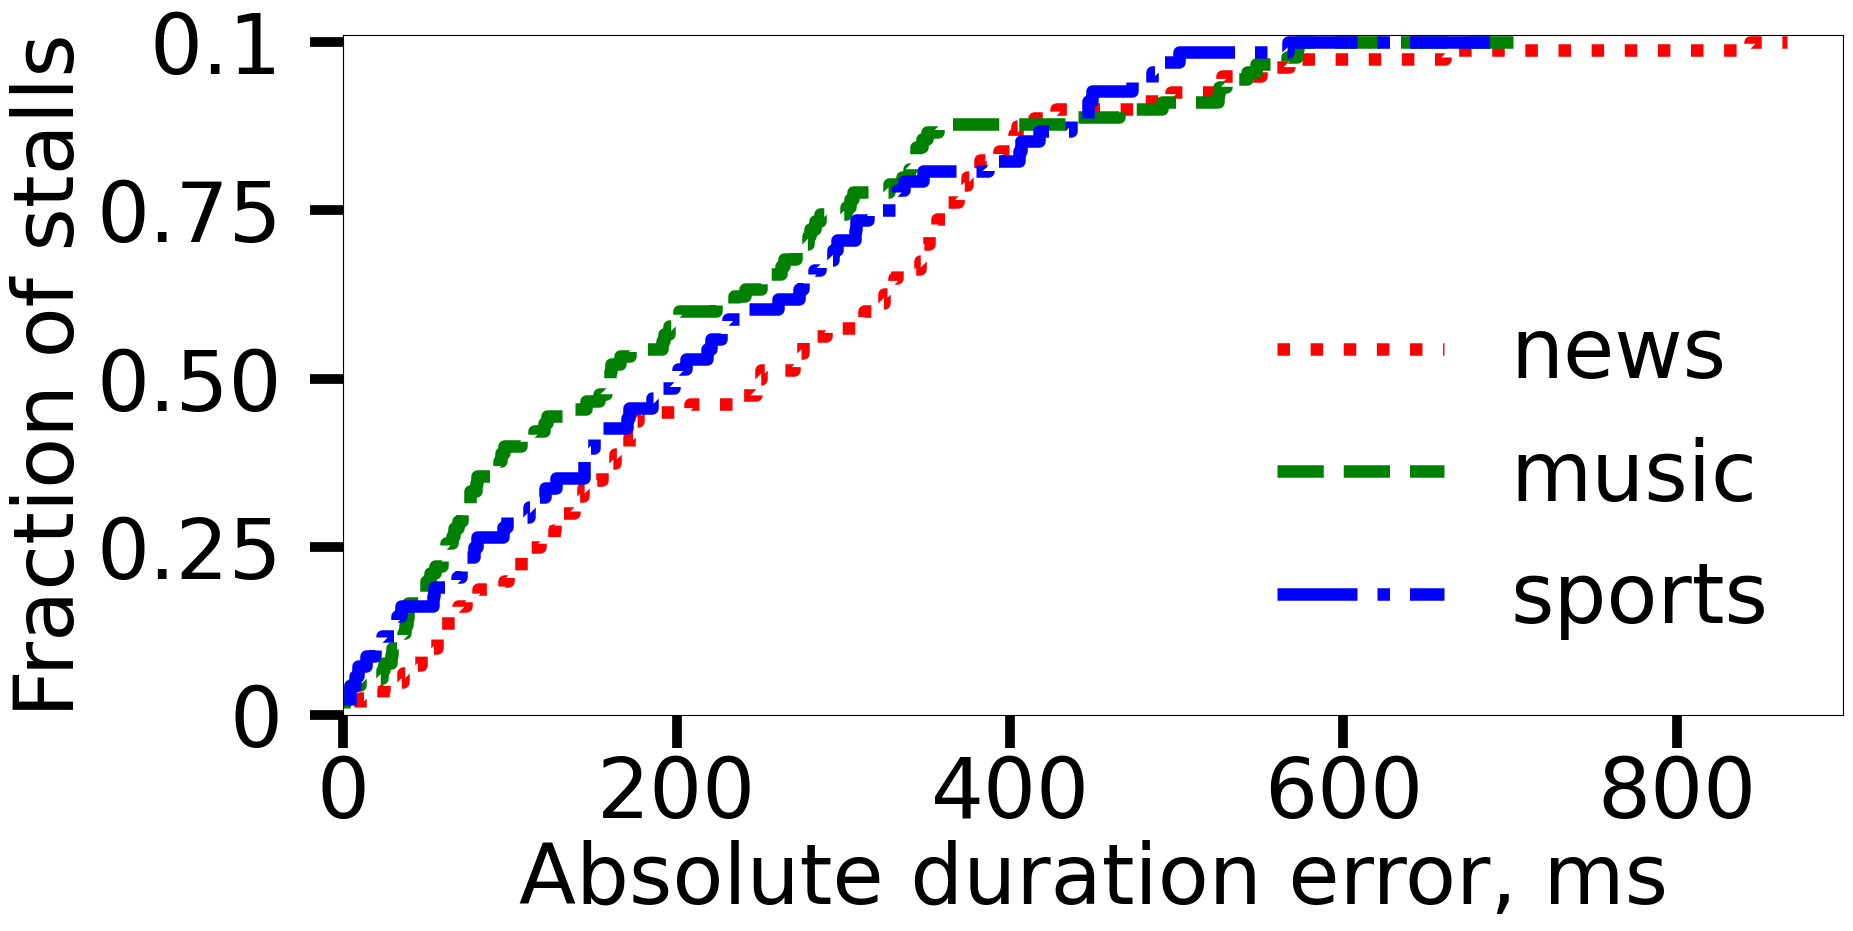 Fraction of stalls
0.1
0.75
0.50
0.25
0
0 200 400 600 800
Absolute duration error, ms
news
music
sports